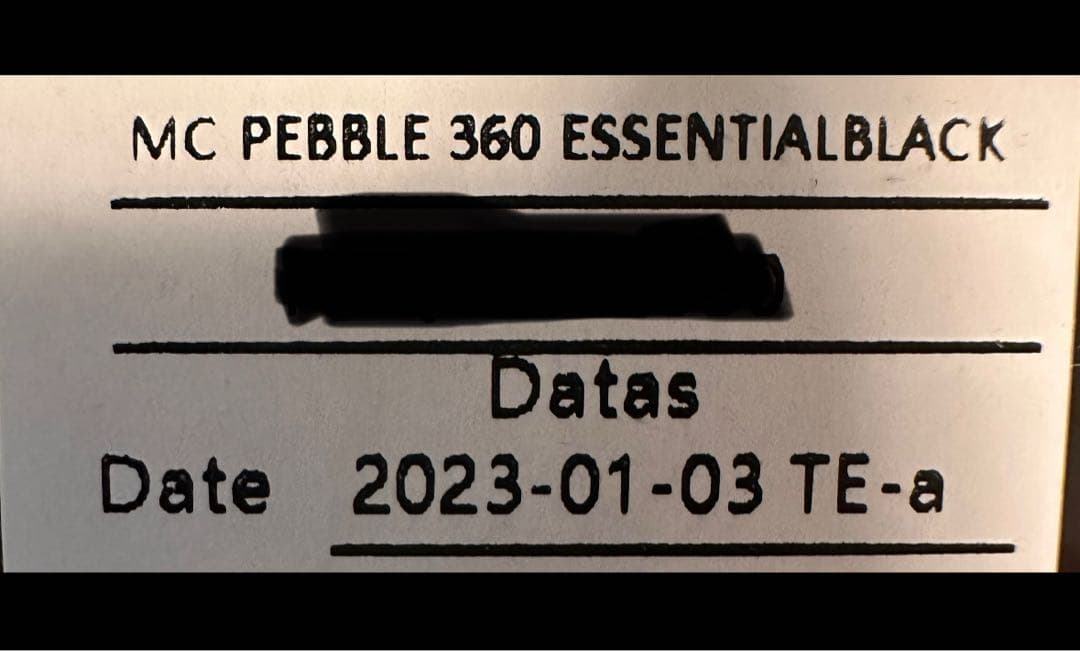 MC PEBBLE 360 ESSENTIALBLACK
Datas
Date 2023-01-03 TE-a